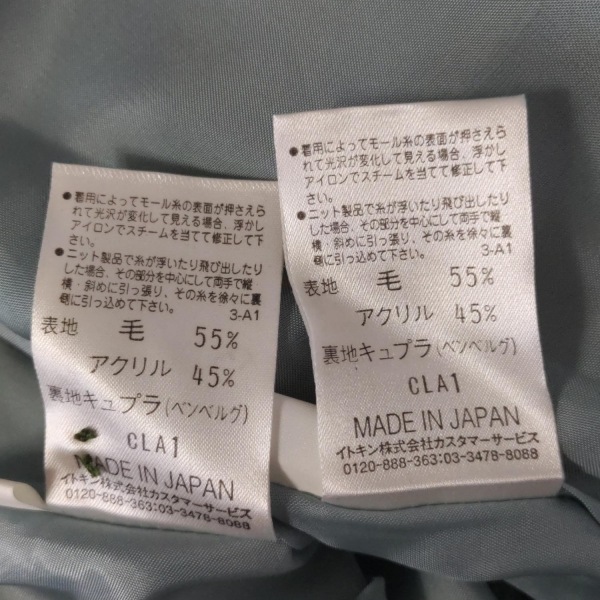 ●着用によってモール糸の表面が押さえら
れて光沢が変化して見える場合、浮かし
アイロンでスチームを当てて修正して下
さい。
●ニット製品で糸が浮いたり飛び出したり
した場合、その部分を中心にして両手で縦
横・斜めに引っ張り、その糸を徐々に裏
側に引っ込めて下さい。
3-A1
表地 毛 55%
アクリル 45%
裏地キュプラ(ベンベルグ)
CLA1
MADE IN JAPAN
イトキン株式会社カスタマーサービス
0120-888-363:03-3478-8088
●着用によってモール糸の表面が押さえら
れて光沢が変化して見える場合、浮かし
アイロンでスチームを当てて修正して下
さい。
●ニット製品で糸が浮いたり飛び出したり
した場合、その部分を中心にして両手で縦
横・斜めに引っ張り、その糸を徐々に裏
側に引っ込めて下さい。
3-A1
表地 毛 55%
アクリル 45%
裏地キュプラ(ベンベルグ)
CLA1
MADE IN JAPAN
イトキン株式会社カスタマーサービス
0120-888-363:03-3478-8088